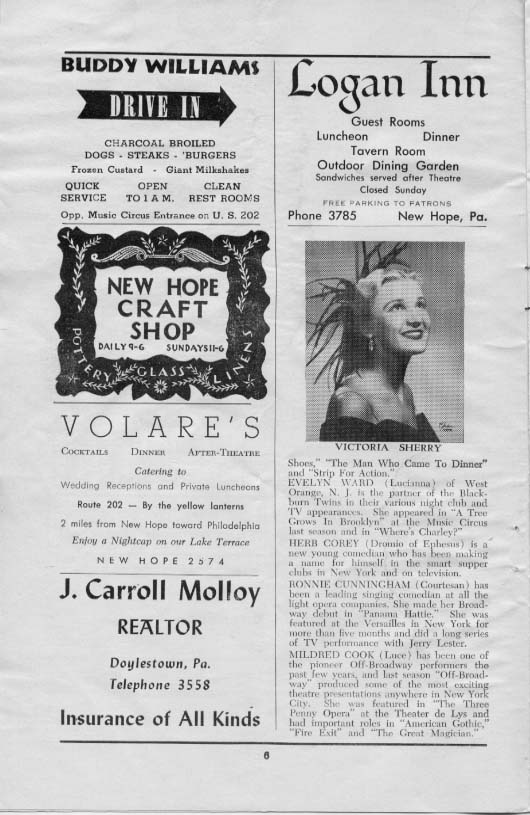 BUDDY WILLIAMS
DRIVE IN
CHARCOAL BROILED
DOGS - STEAKS - 'BURGERS
Frozen Custard - Giant Milkshakes
QUICK OPEN CLEAN
SERVICE TO 1 A M. REST ROOMS
Opp. Music Circus Entrance on U. S. 202
NEW HOPE
CRAFT
SHOP
DAILY 9-6 SUNDAYS 11-6
POTTERY GLASS LINENS
VOLARE'S
COCKTAILS DINNER AFTER-THEATRE
Catering to
Wedding Receptions and Private Luncheons
Route 202 — By the yellow lanterns
2 miles from New Hope toward Philadelphia
Enjoy a Nightcap on our Lake Terrace
NEW HOPE 2574
J. Carroll Molloy
REALTOR
Doylestown, Pa.
Telephone 3558
Insurance of All Kinds
Logan Inn
Guest Rooms
Luncheon Dinner
Tavern Room
Outdoor Dining Garden
Sandwiches served after Theatre
Closed Sunday
FREE PARKING TO PATRONS
Phone 3785 New Hope, Pa.
VICTORIA SHERRY
Shoes," "The Man Who Came To Dinner"
and "Strip For Action."
EVELYN WARD (Lucianna) of West
Orange, N. J. is the partner of the Black-
burn Twins in their various night club and
TV appearances. She appeared in "A Tree
Grows In Brooklyn" at the Music Circus
last season and in "Where's Charley?"
HERB COREY (Dromio of Ephesus) is a
new young comedian who has been making
a name for himself in the smart supper
clubs in New York and on television.
RONNIE CUNNINGHAM (Courtesan) has
been a leading singing comedian at all the
light opera companies. She made her Broad-
way debut in "Panama Hattie." She was
featured at the Versailles in New York for
more than five months and did a long series
of TV performance with Jerry Lester.
MILDRED COOK (Luce) has been one of
the pioneer Off-Broadway performers the
past few years, and last season "Off-Broad-
way" produced some of the most exciting
theatre presentations anywhere in New York
City. She was featured in "The Three
Penny Opera" at the Theater de Lys and
had important roles in "American Gothic,"
"Fire Exit" and "The Great Magician."
6